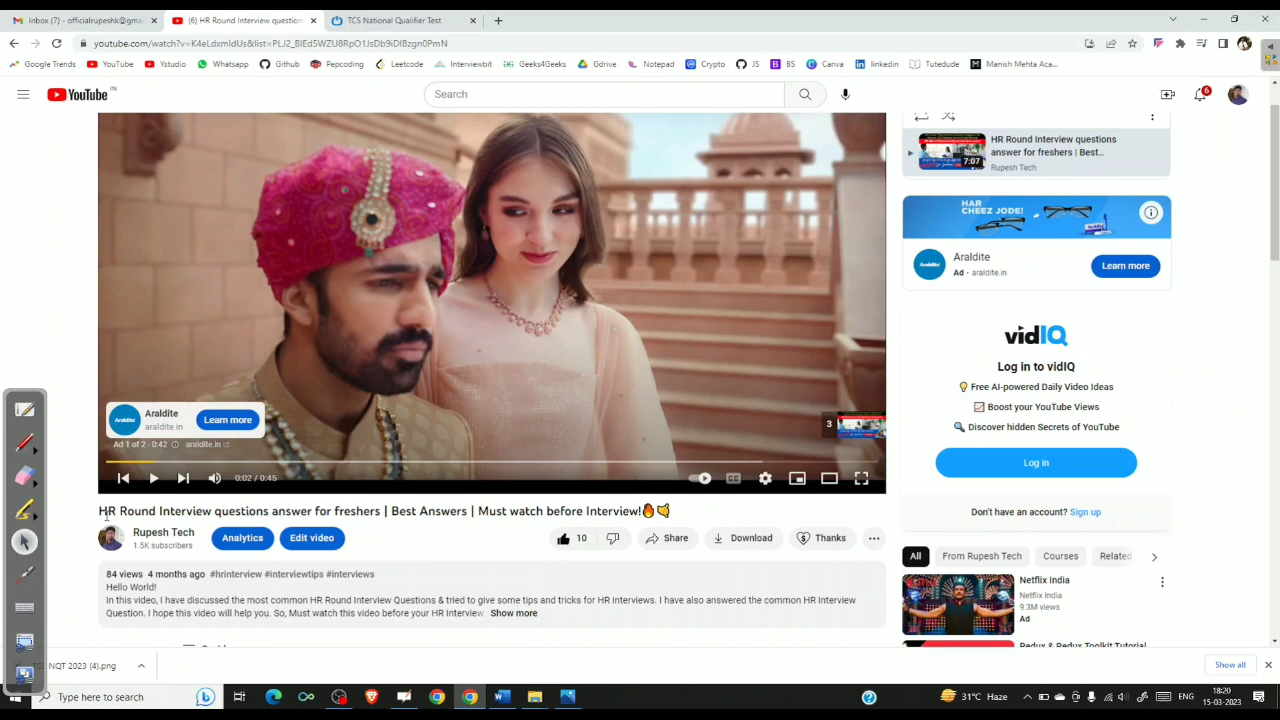 Inbox (7) - officialrupeshk@gma
(6) HR Round Interview question
TCS National Qualifier Test
youtube.com/watch?v=K4eLdxmIdUs&list=PLJ2_BlEd5WZU8RpO1JsDb9iDIBzgn0PmN
Google Trends
YouTube
Ystudio
Whatsapp
Github
Pepcoding
Leetcode
Interviewbit
Geeks4Geeks
Gdrive
Notepad
Crypto
JS
BS
Canva
linkedin
Tutedude
Manish Mehta Aca...
YouTube IN
Search
6
HR Round Interview questions
answer for freshers | Best...
Rupesh Tech
7:07
HAR
CHEEZ JODE!
Araldite
Ad · araldite.in
Learn more
vidIQ
Log in to vidIQ
Free AI-powered Daily Video Ideas
Boost your YouTube Views
Discover hidden Secrets of YouTube
Log in
Don't have an account? Sign up
Araldite
araldite.in
Learn more
Ad 1 of 2 · 0:42 araldite.in
3
0:02 / 0:45
HR Round Interview questions answer for freshers | Best Answers | Must watch before Interview!🔥🤙
Rupesh Tech
1.5K subscribers
Analytics
Edit video
10
Share
Download
Thanks
84 views 4 months ago #hrinterview #interviewtips #interviews
Hello World!
In this video, I have discussed the most common HR Round Interview Questions & tried to give some tips and tricks for HR Interviews. I have also answered the common HR Interview
Question. I hope this video will help you. So, Must watch this video before your HR Interview. Show more
All
From Rupesh Tech
Courses
Related
Netflix India
Netflix India
9.3M views
Ad
Redux & Redux Toolkit Tutorial
NQT 2023 (4).png
Show all
Type here to search
31°C Haze
ENG
18:20
15-03-2023